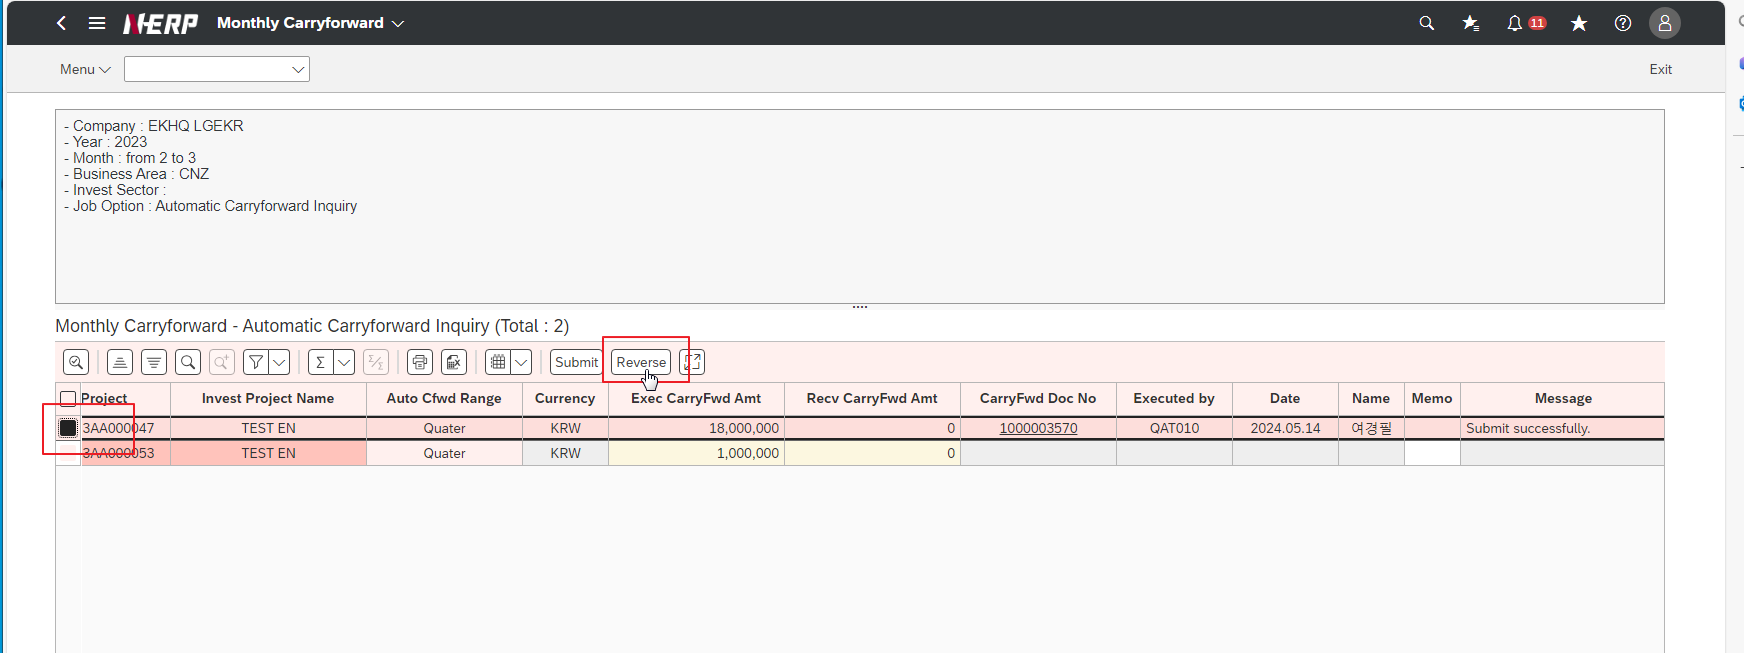 NERP Monthly Carryforward 11
Menu Exit
- Company : EKHQ LGEKR
- Year : 2023
- Month : from 2 to 3
- Business Area : CNZ
- Invest Sector :
- Job Option : Automatic Carryforward Inquiry
Monthly Carryforward - Automatic Carryforward Inquiry (Total : 2)
Submit Reverse
Project Invest Project Name Auto Cfwd Range Currency Exec CarryFwd Amt Recv CarryFwd Amt CarryFwd Doc No Executed by Date Name Memo Message
3AA000047 TEST EN Quater KRW 18,000,000 0 1000003570 QAT010 2024.05.14 여경필 Submit successfully.
3AA000053 TEST EN Quater KRW 1,000,000 0